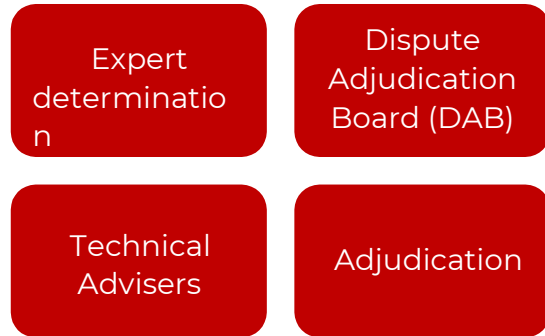 Expert
determinatio
n
Dispute
Adjudication
Board (DAB)
Technical
Advisers
Adjudication